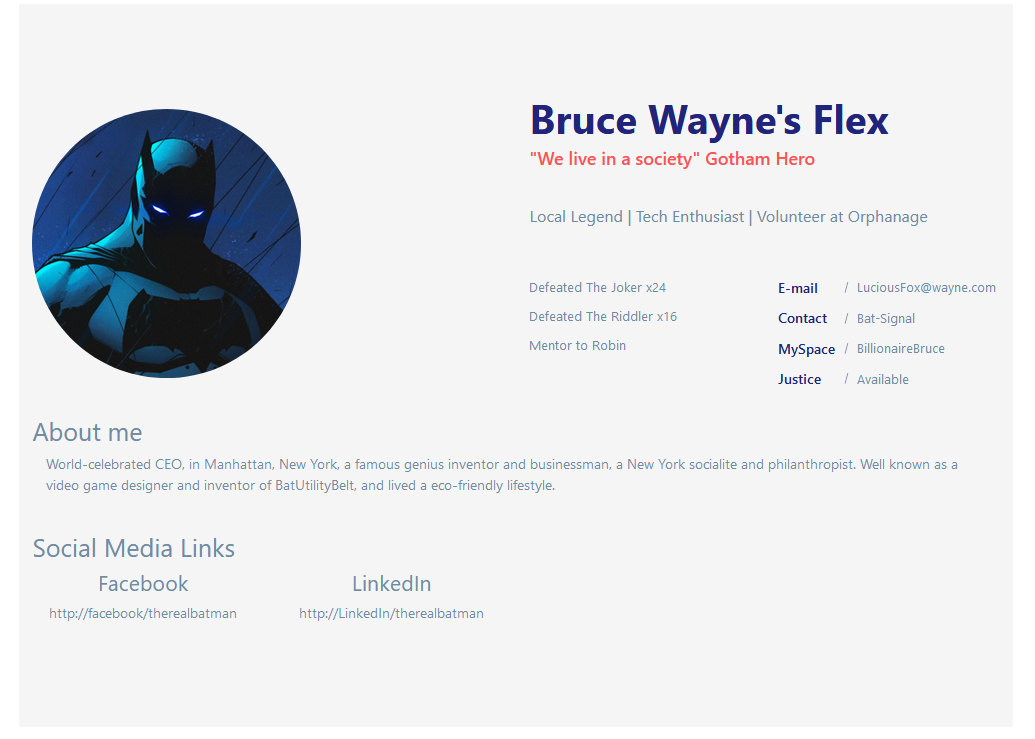 Bruce Wayne's Flex
"We live in a society" Gotham Hero
Local Legend | Tech Enthusiast | Volunteer at Orphanage
Defeated The Joker x24
Defeated The Riddler x16
Mentor to Robin
E-mail / LuciousFox@wayne.com
Contact / Bat-Signal
MySpace / BillionaireBruce
Justice / Available
About me
World-celebrated CEO, in Manhattan, New York, a famous genius inventor and businessman, a New York socialite and philanthropist. Well known as a
video game designer and inventor of BatUtilityBelt, and lived a eco-friendly lifestyle.
Social Media Links
Facebook
http://facebook/therealbatman
LinkedIn
http://LinkedIn/therealbatman